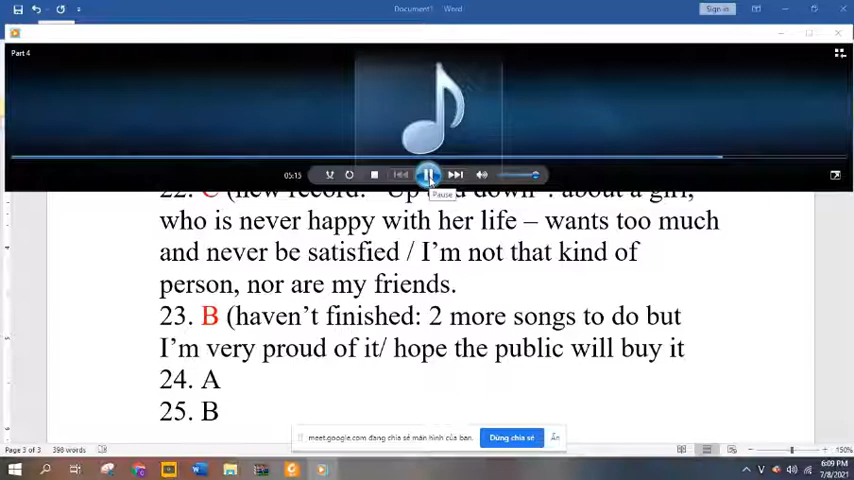 Document1 - Word
Sign in
Part 4
05:15
Pause
22. C (new record: "Up and down": about a girl,
who is never happy with her life – wants too much
and never be satisfied / I'm not that kind of
person, nor are my friends.
23. B (haven't finished: 2 more songs to do but
I'm very proud of it/ hope the public will buy it
24. A
25. B
meet.google.com đang chia sẻ màn hình của bạn.
Dừng chia sẻ
Ẩn
Page 3 of 3
398 words
150%
6:09 PM
7/8/2021